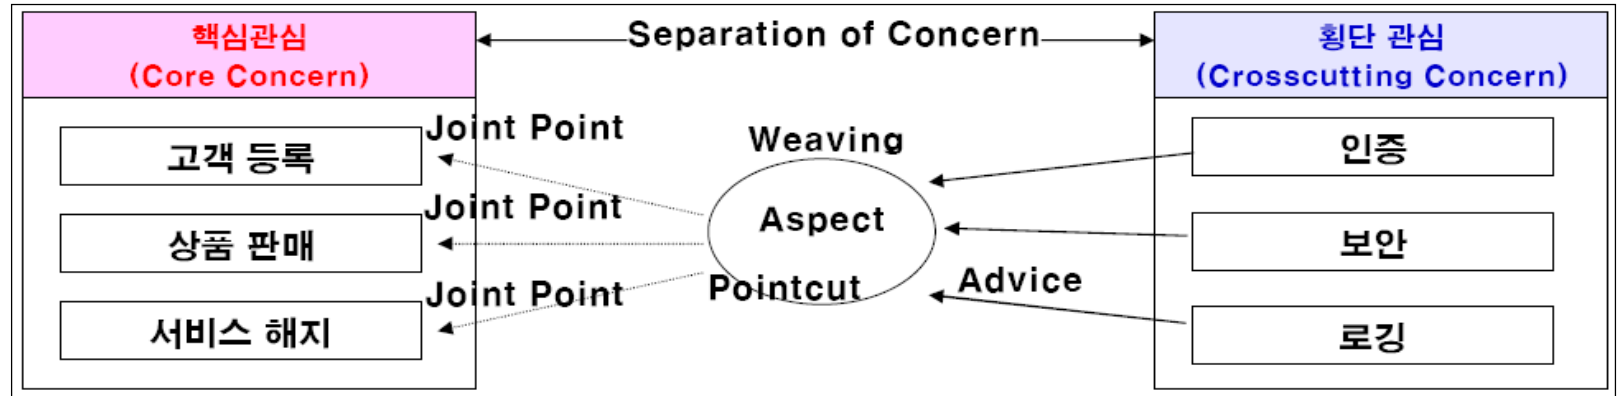 핵심관심
(Core Concern)
Separation of Concern
횡단 관심
(Crosscutting Concern)
고객 등록
상품 판매
서비스 해지
Joint Point
Joint Point
Joint Point
Weaving
Aspect
Pointcut
Advice
인증
보안
로깅